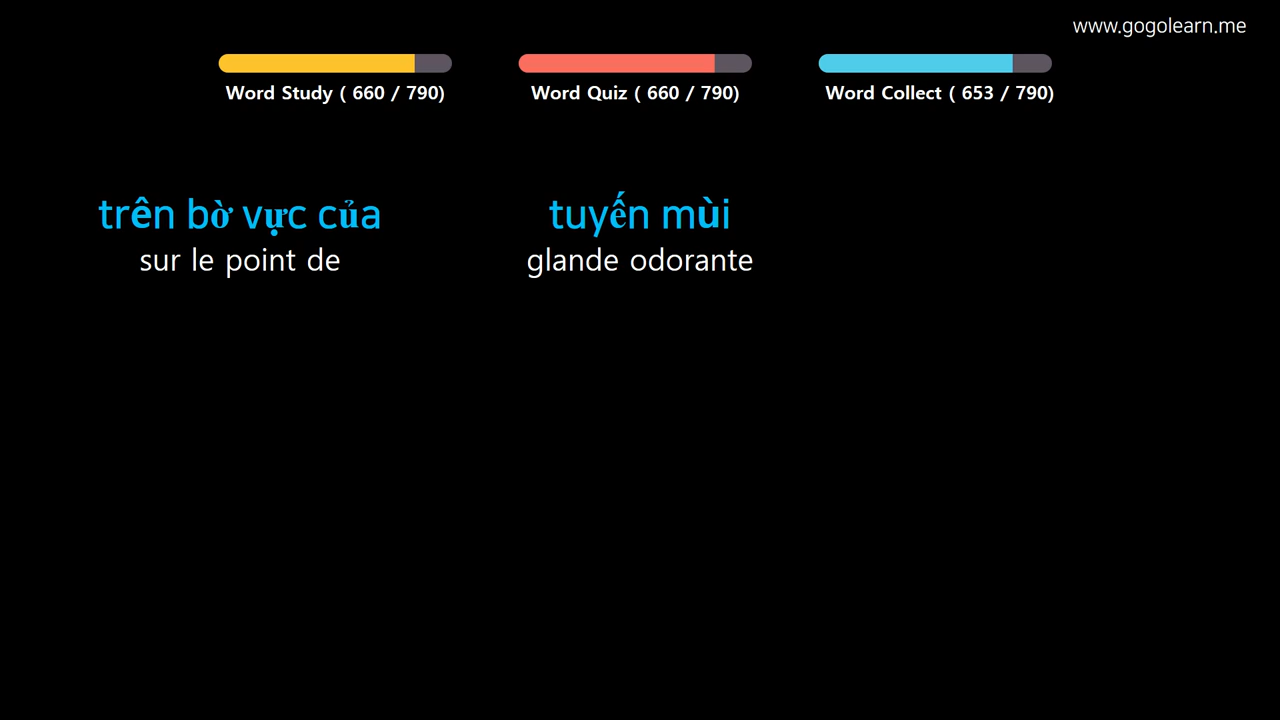 www.gogolearn.me
Word Study ( 660 / 790)
Word Quiz ( 660 / 790)
Word Collect ( 653 / 790)
trên bờ vực của
sur le point de
tuyến mùi
glande odorante